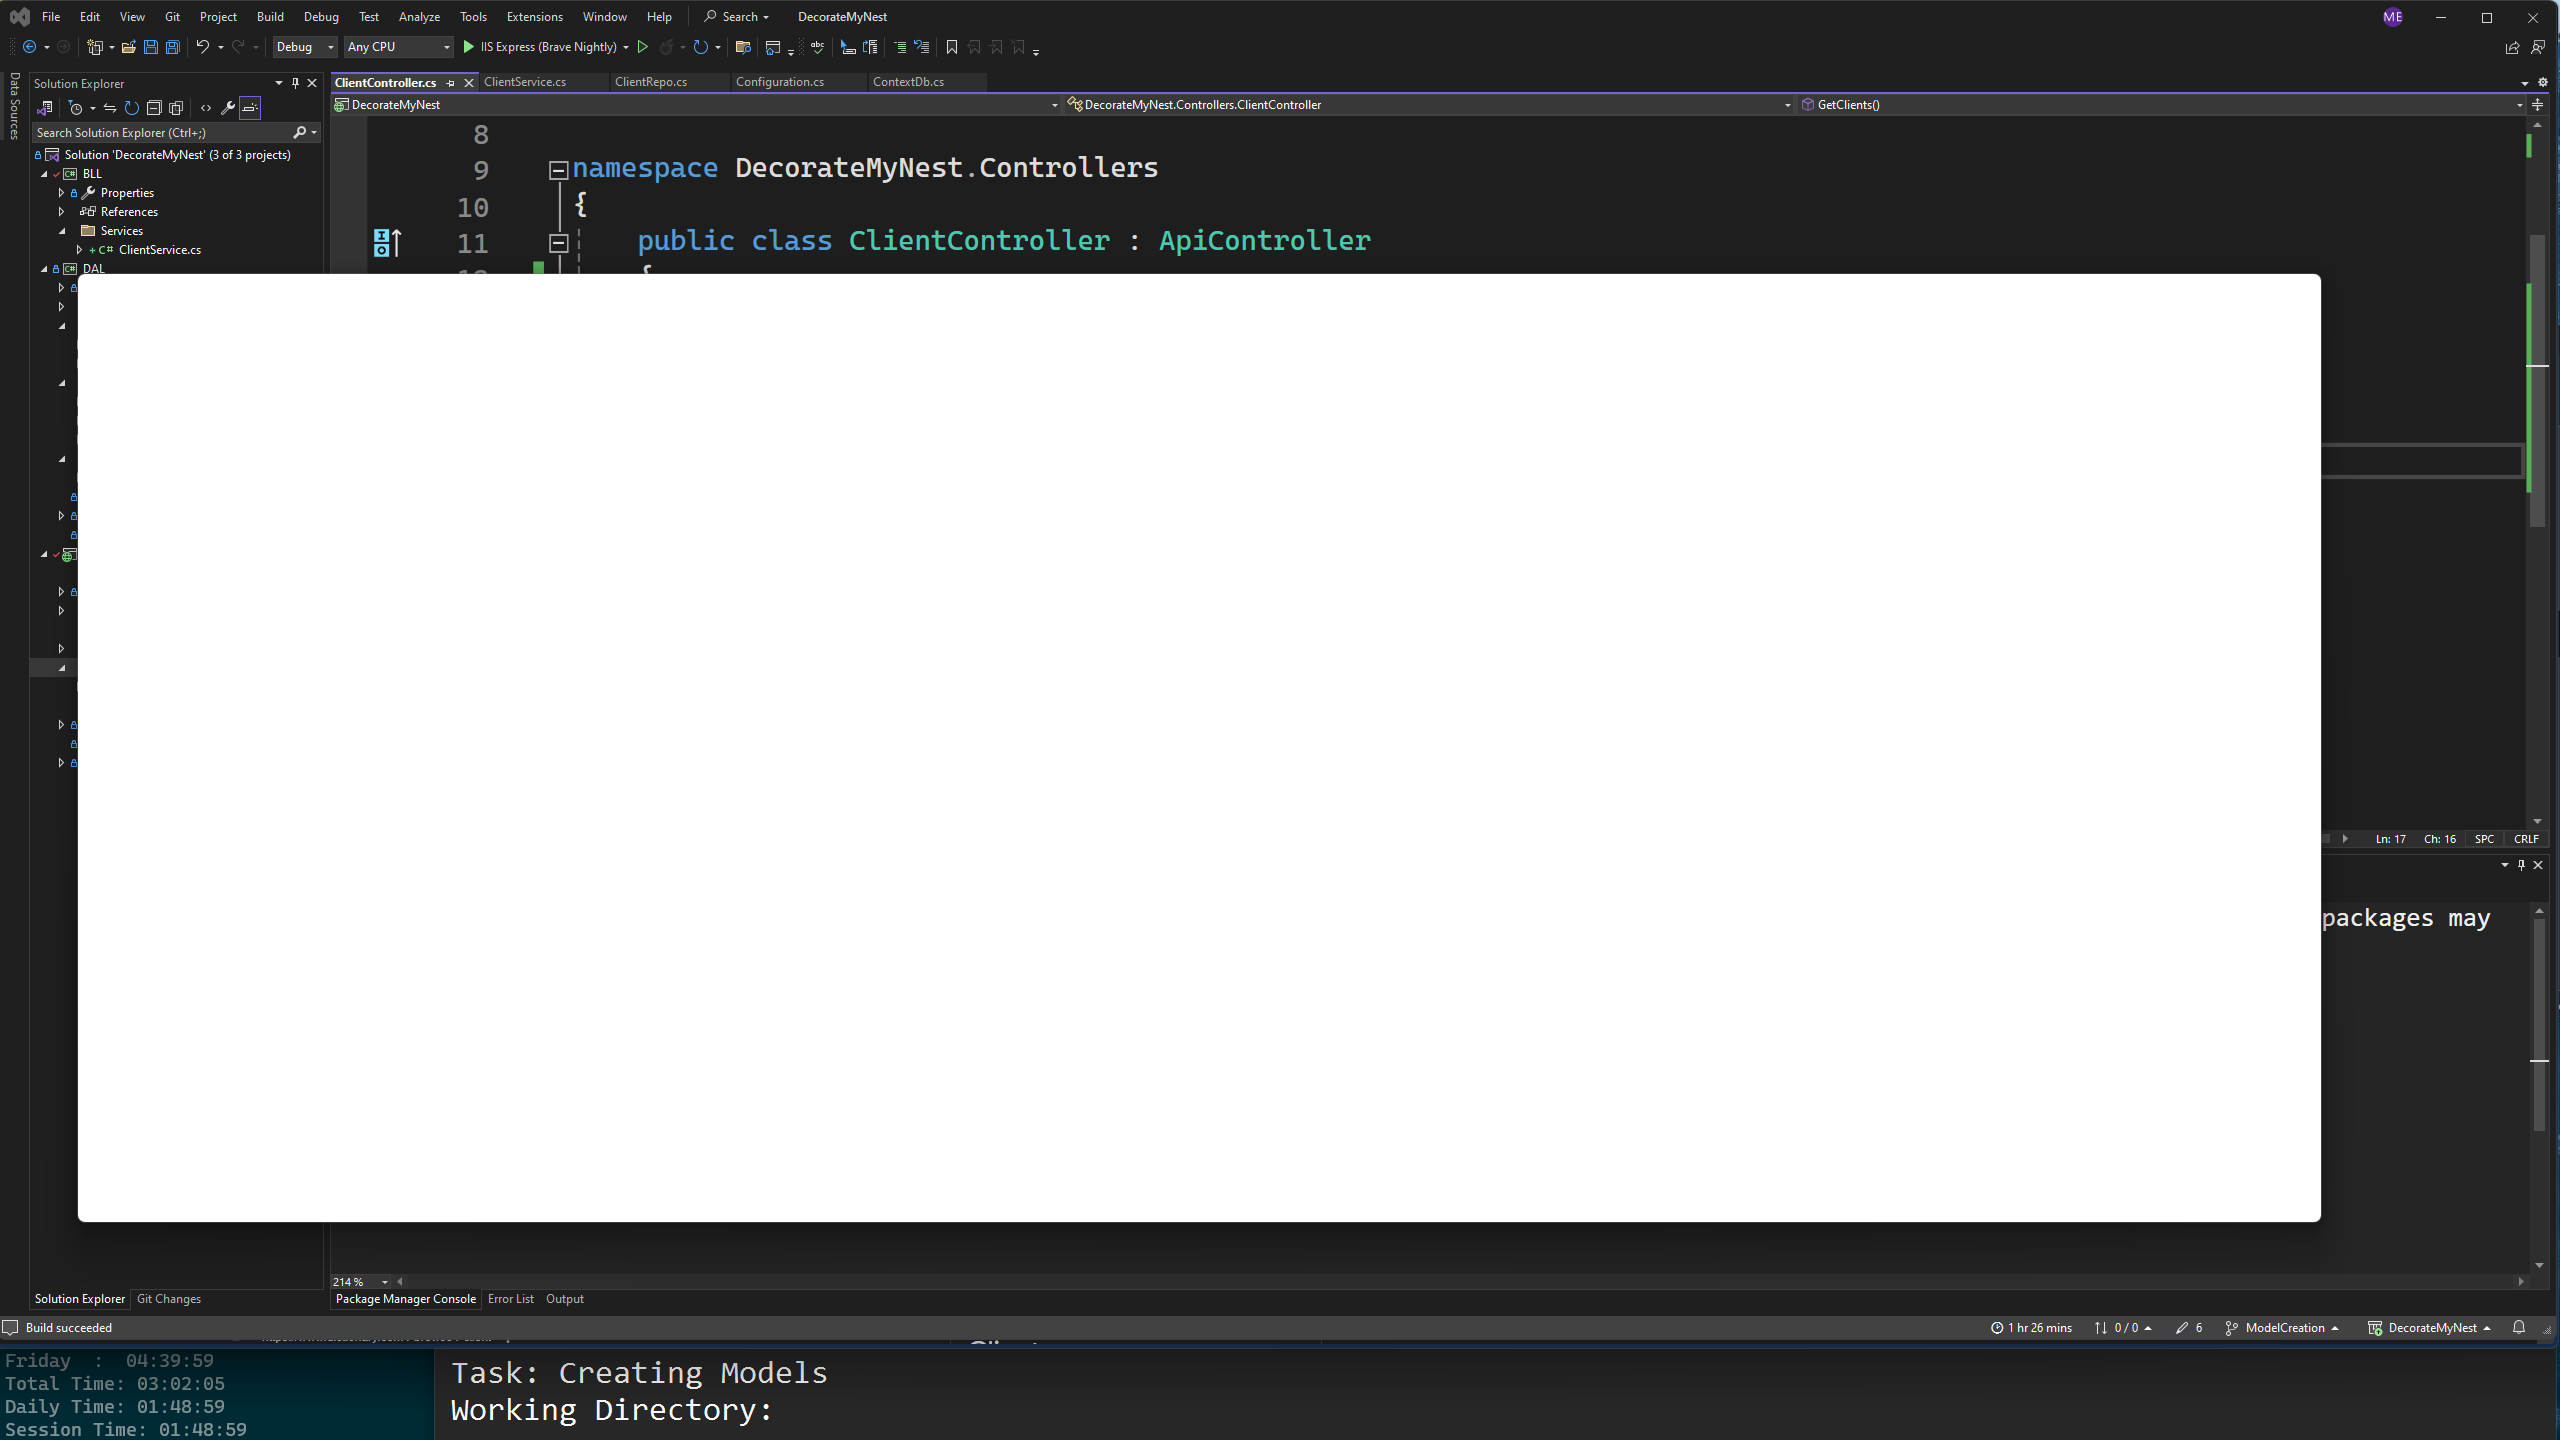 File Edit View Git Project Build Debug Test Analyze Tools Extensions Window Help Search DecorateMyNest ME
Debug Any CPU IIS Express (Brave Nightly)
Data Sources
Solution Explorer
Search Solution Explorer (Ctrl+;)
Solution 'DecorateMyNest' (3 of 3 projects)
BLL
Properties
References
Services
C# ClientService.cs
DAL
ClientController.cs ClientService.cs ClientRepo.cs Configuration.cs ContextDb.cs
DecorateMyNest DecorateMyNest.Controllers.ClientController GetClients()
8
9 namespace DecorateMyNest.Controllers
10 {
11 public class ClientController : ApiController
Ln: 17 Ch: 16 SPC CRLF
packages may
214 %
Solution Explorer Git Changes
Package Manager Console Error List Output
Build succeeded 1 hr 26 mins 0 / 0 6 ModelCreation DecorateMyNest
Friday : 04:39:59
Total Time: 03:02:05
Daily Time: 01:48:59
Session Time: 01:48:59
Task: Creating Models
Working Directory: